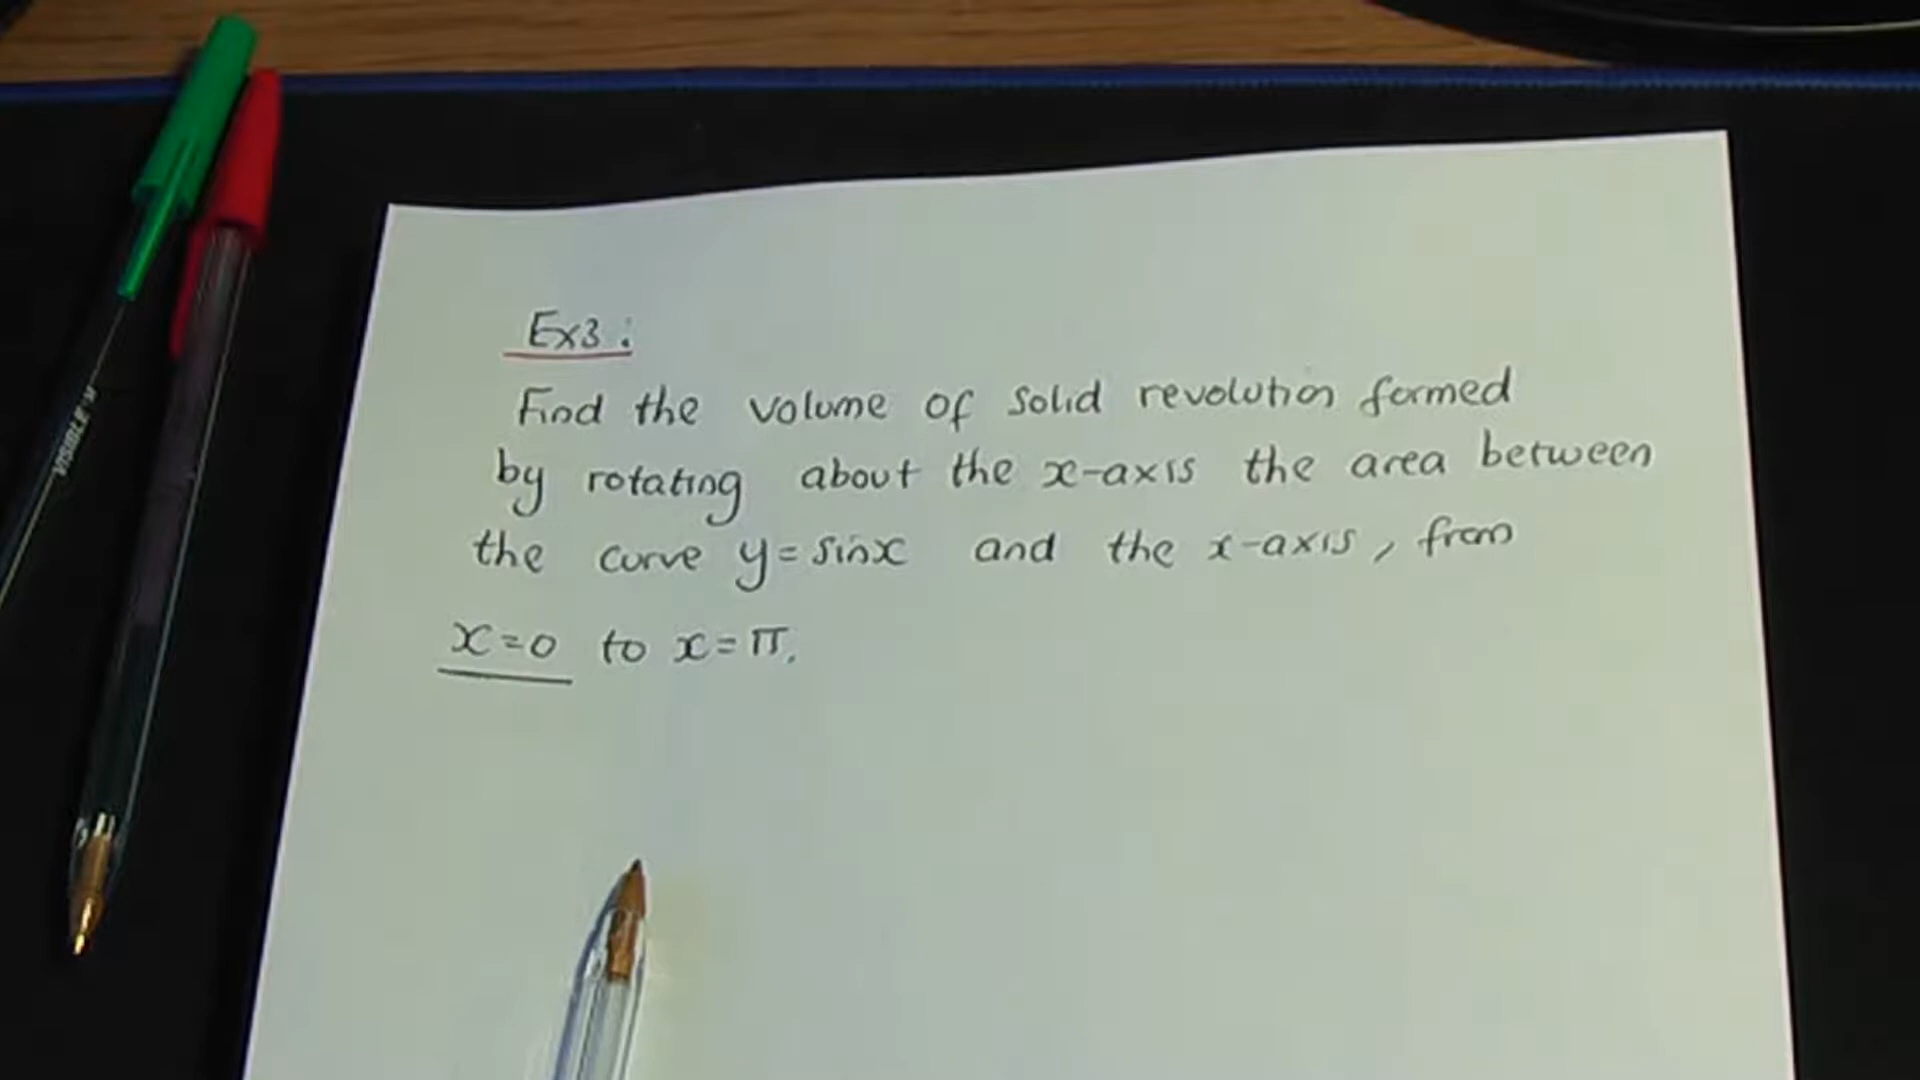 Ex3:
Find the volume of solid revolution formed
by rotating about the x-axis the area between
the curve y = sinx and the x-axis, from
x=0 to x=π.